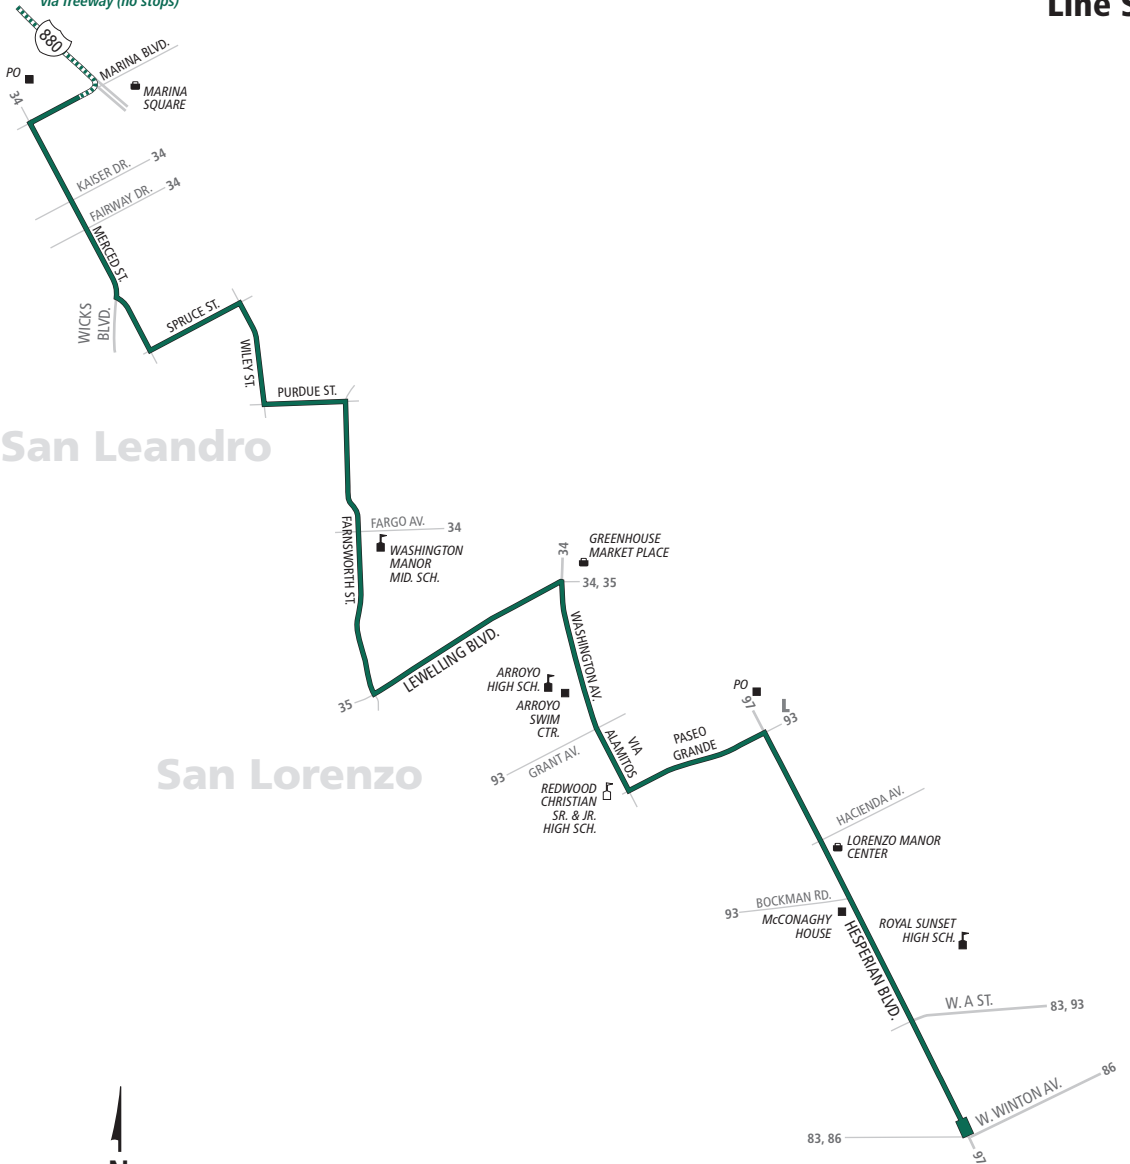 via freeway (no stops)
Line S
880
PO
MARINA BLVD.
MARINA
SQUARE
34
KAISER DR.
34
FAIRWAY DR.
34
MERCED ST.
WICKS
BLVD.
SPRUCE ST.
WILEY ST.
PURDUE ST.
San Leandro
FARGO AV.
34
WASHINGTON
MANOR
MID. SCH.
FARNSWORTH ST.
34
GREENHOUSE
MARKET PLACE
34, 35
LEWELLING BLVD.
35
WASHINGTON AV.
ARROYO
HIGH SCH.
ARROYO
SWIM
CTR.
GRANT AV.
93
VIA
ALAMITOS
PASEO
GRANDE
PO
97
L
93
San Lorenzo
REDWOOD
CHRISTIAN
SR. & JR.
HIGH SCH.
HACIENDA AV.
LORENZO MANOR
CENTER
BOCKMAN RD.
93
McCONAGHY
HOUSE
ROYAL SUNSET
HIGH SCH.
HESPERIAN BLVD.
W. A ST.
83, 93
W. WINTON AV.
86
83, 86
97
N